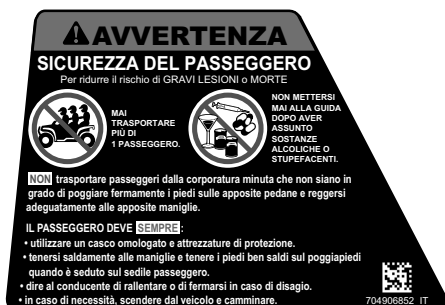 AVVERTENZA
SICUREZZA DEL PASSEGGERO
Per ridurre il rischio di GRAVI LESIONI o MORTE
MAI
TRASPORTARE
PIÙ DI
1 PASSEGGERO.
NON METTERSI
MAI ALLA GUIDA
DOPO AVER
ASSUNTO
SOSTANZE
ALCOLICHE O
STUPEFACENTI.
NON trasportare passeggeri dalla corporatura minuta che non siano in
grado di poggiare fermamente i piedi sulle apposite pedane e reggersi
adeguatamente alle apposite maniglie.
IL PASSEGGERO DEVE SEMPRE:
• utilizzare un casco omologato e attrezzature di protezione.
• tenersi saldamente alle maniglie e tenere i piedi ben saldi sul poggiapiedi
quando è seduto sul sedile passeggero.
• dire al conducente di rallentare o di fermarsi in caso di disagio.
• in caso di necessità, scendere dal veicolo e camminare.
704906852 IT